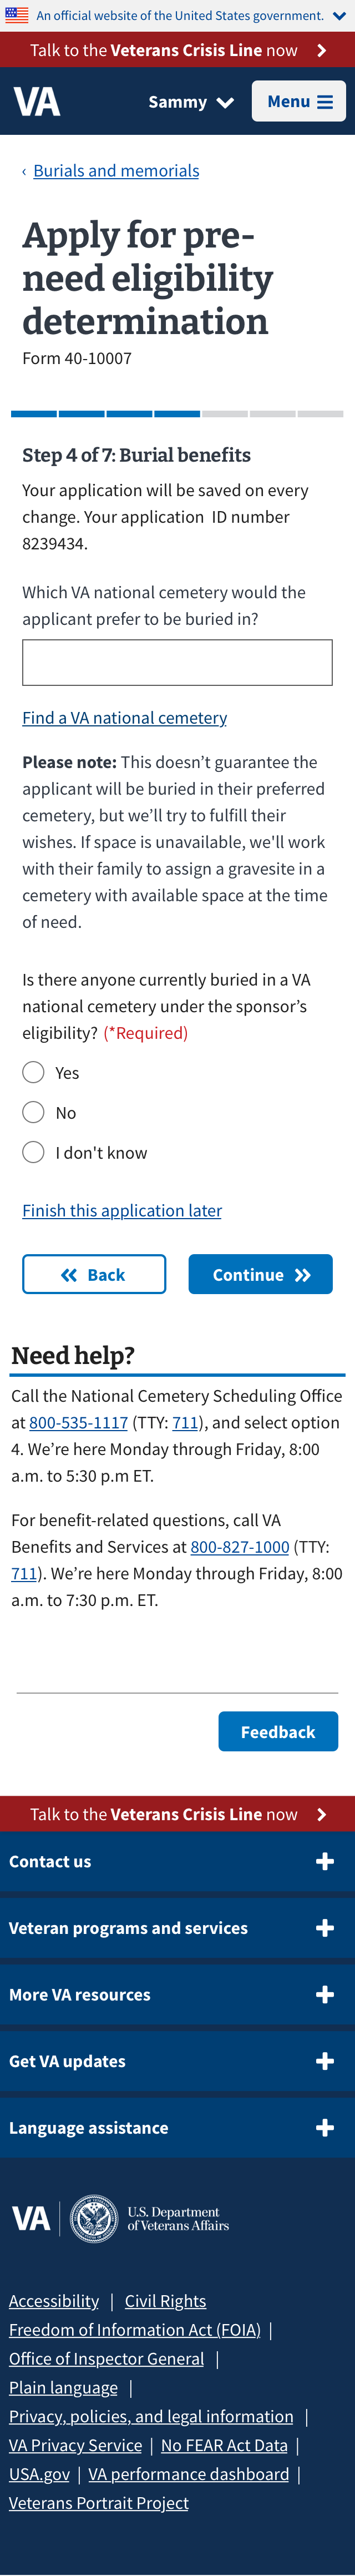 An official website of the United States government.
Talk to the Veterans Crisis Line now
VA
Sammy
Menu
‹ Burials and memorials
Apply for pre-
need eligibility
determination
Form 40-10007
Step 4 of 7: Burial benefits
Your application will be saved on every
change. Your application ID number
8239434.
Which VA national cemetery would the
applicant prefer to be buried in?
Find a VA national cemetery
Please note: This doesn’t guarantee the
applicant will be buried in their preferred
cemetery, but we’ll try to fulfill their
wishes. If space is unavailable, we'll work
with their family to assign a gravesite in a
cemetery with available space at the time
of need.
Is there anyone currently buried in a VA
national cemetery under the sponsor’s
eligibility? (*Required)
Yes
No
I don't know
Finish this application later
Back
Continue
Need help?
Call the National Cemetery Scheduling Office
at 800-535-1117 (TTY: 711), and select option
4. We’re here Monday through Friday, 8:00
a.m. to 5:30 p.m ET.
For benefit-related questions, call VA
Benefits and Services at 800-827-1000 (TTY:
711). We’re here Monday through Friday, 8:00
a.m. to 7:30 p.m. ET.
Feedback
Talk to the Veterans Crisis Line now
Contact us
Veteran programs and services
More VA resources
Get VA updates
Language assistance
VA
U.S. Department
of Veterans Affairs
Accessibility | Civil Rights
Freedom of Information Act (FOIA) |
Office of Inspector General |
Plain language |
Privacy, policies, and legal information |
VA Privacy Service | No FEAR Act Data |
USA.gov | VA performance dashboard |
Veterans Portrait Project